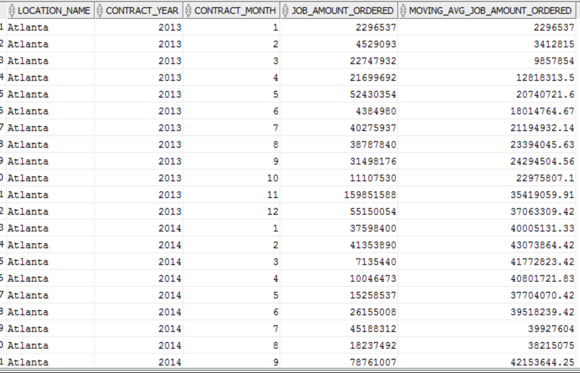 LOCATION_NAME CONTRACT_YEAR CONTRACT_MONTH JOB_AMOUNT_ORDERED MOVING_AVG_JOB_AMOUNT_ORDERED
1 Atlanta 2013 1 2296537 2296537
2 Atlanta 2013 2 4529093 3412815
3 Atlanta 2013 3 22747932 9857854
4 Atlanta 2013 4 21699692 12818313.5
5 Atlanta 2013 5 52430354 20740721.6
6 Atlanta 2013 6 4384980 18014764.67
7 Atlanta 2013 7 40275937 21194932.14
8 Atlanta 2013 8 38787840 23394045.63
9 Atlanta 2013 9 31498176 24294504.56
0 Atlanta 2013 10 11107530 22975807.1
1 Atlanta 2013 11 159851588 35419059.91
2 Atlanta 2013 12 55150054 37063309.42
3 Atlanta 2014 1 37598400 40005131.33
4 Atlanta 2014 2 41353890 43073864.42
5 Atlanta 2014 3 7135440 41772823.42
6 Atlanta 2014 4 10046473 40801721.83
7 Atlanta 2014 5 15258537 37704070.42
8 Atlanta 2014 6 26155008 39518239.42
9 Atlanta 2014 7 45188312 39927604
0 Atlanta 2014 8 18237492 38215075
1 Atlanta 2014 9 78761007 42153644.25